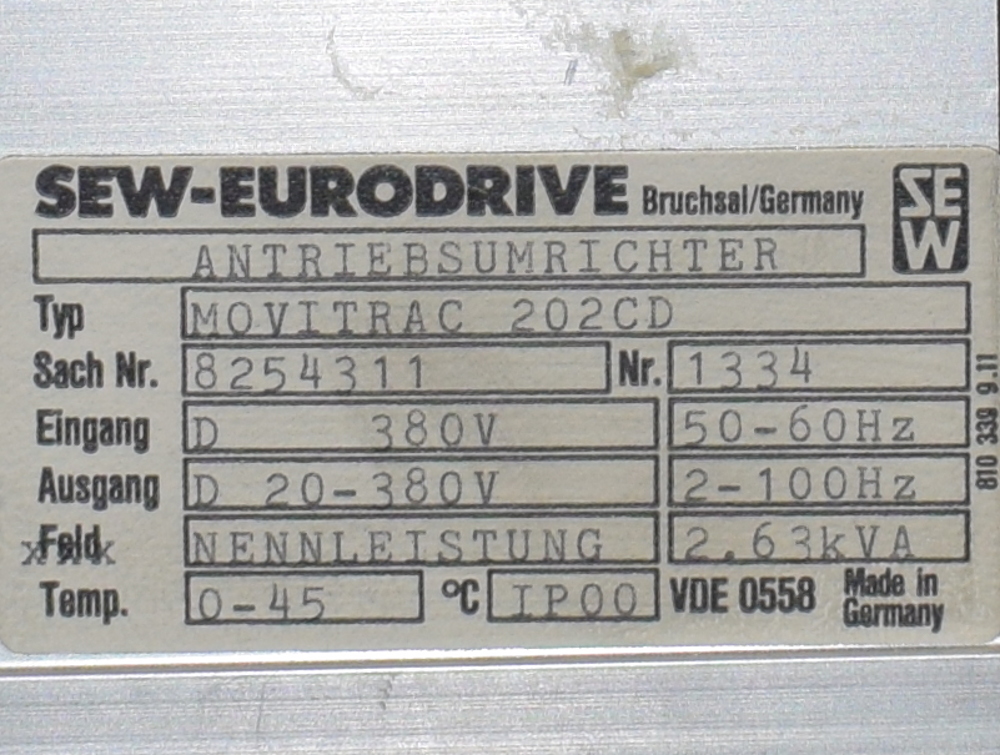 SEW-EURODRIVE Bruchsal/Germany SEW
ANTRIEBSUMRICHTER
Typ MOVITRAC 202CD
Sach Nr. 8254311 Nr. 1334
Eingang D 380V 50-60Hz
Ausgang D 20-380V 2-100Hz
Feld NENNLEISTUNG 2.63kVA
Temp. 0-45 °C IP00 VDE 0558 Made in Germany
810 339 9.11